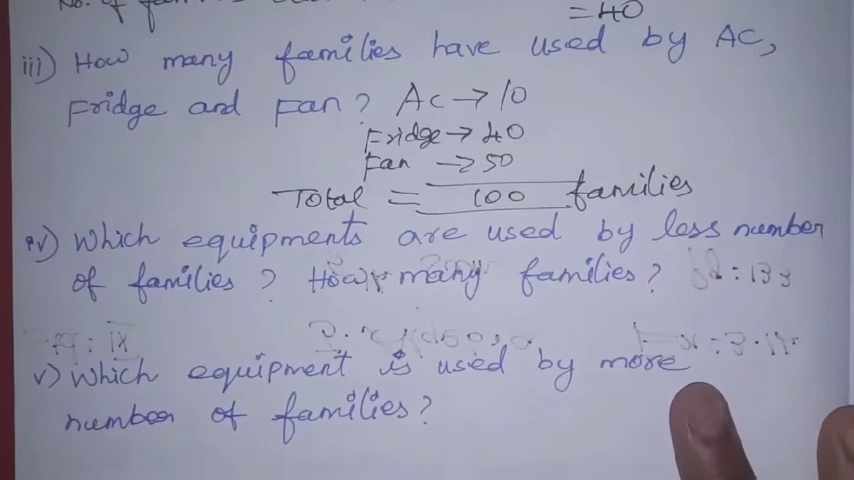 No. of
= 40
iii) How many families have used by AC,
Fridge and Fan? Ac → 10
Fridge → 40
Fan → 50
Total = 100 families
iv) Which equipments are used by less number
of families? How many families?
v) Which equipment is used by more
number of families?